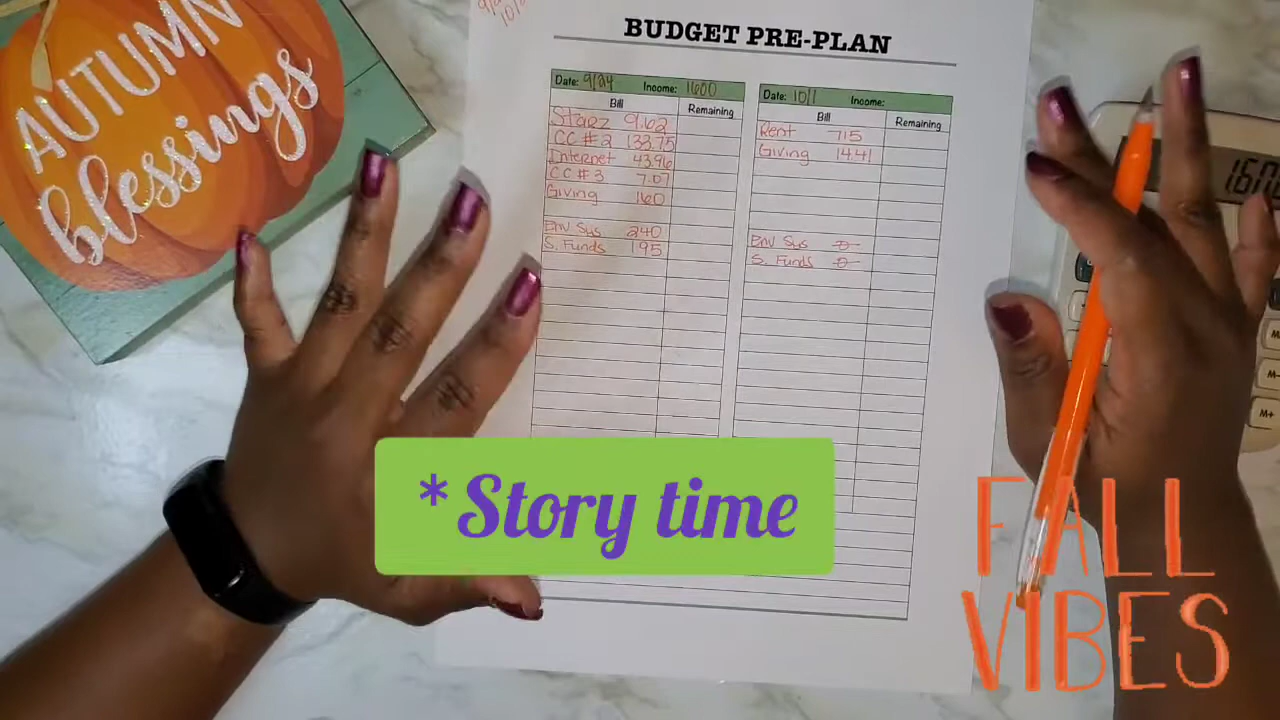 AUTUMN
blessings
BUDGET PRE-PLAN
Date: 9/24 Income: 1600
Bill Remaining
Starz 9.62
CC #2 133.75
Internet 43.96
CC #3 7.07
Giving 160
Env Sys 240
S. Funds 195
Date: 10/1 Income:
Bill Remaining
Rent 715
Giving 14.41
Env Sys 0
S. Funds 0
M+
*Story time
FALL
VIBES